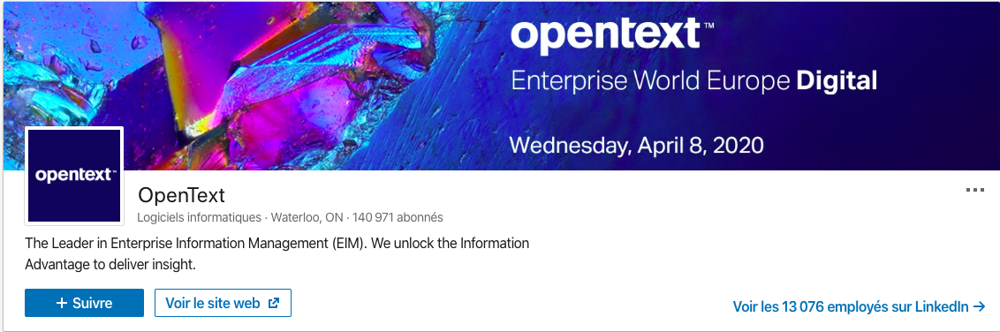 opentext™
Enterprise World Europe Digital
Wednesday, April 8, 2020
opentext™
OpenText
Logiciels informatiques · Waterloo, ON · 140 971 abonnés
The Leader in Enterprise Information Management (EIM). We unlock the Information
Advantage to deliver insight.
+ Suivre
Voir le site web
Voir les 13 076 employés sur LinkedIn →